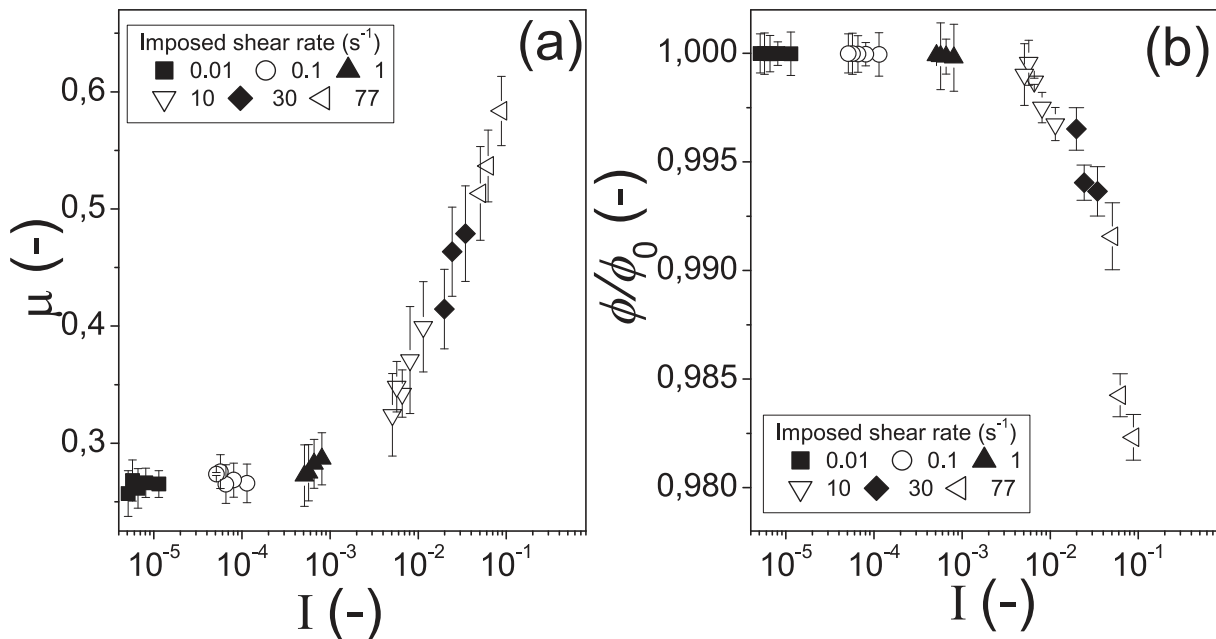 (a)
Imposed shear rate (s⁻¹)
0.01 0.1 1
10 30 77
0,6
0,5
0,4
0,3
μ (-)
10⁻⁵ 10⁻⁴ 10⁻³ 10⁻² 10⁻¹
I (-)
(b)
1,000
0,995
0,990
0,985
0,980
ϕ/ϕ₀ (-)
Imposed shear rate (s⁻¹)
0.01 0.1 1
10 30 77
10⁻⁵ 10⁻⁴ 10⁻³ 10⁻² 10⁻¹
I (-)